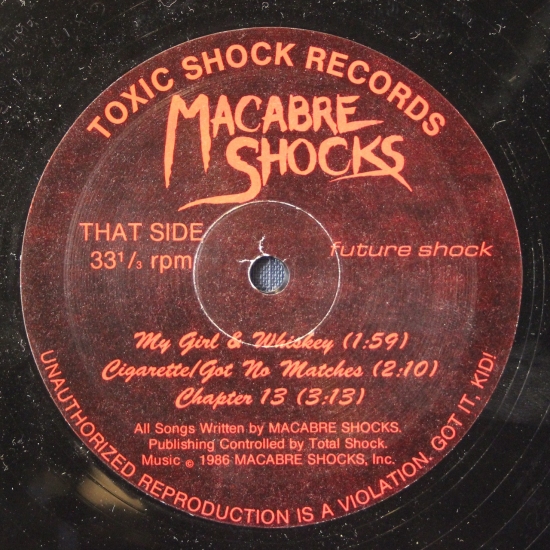 TOXIC SHOCK RECORDS
MACABRE
SHOCKS
THAT SIDE
33 1/3 rpm
future shock
My Girl & Whiskey (1:59)
Cigarette/Got No Matches (2:10)
Chapter 13 (3:13)
All Songs Written by MACABRE SHOCKS.
Publishing Controlled by Total Shock.
Music © 1986 MACABRE SHOCKS, Inc.
UNAUTHORIZED REPRODUCTION IS A VIOLATION. GOT IT, KID!